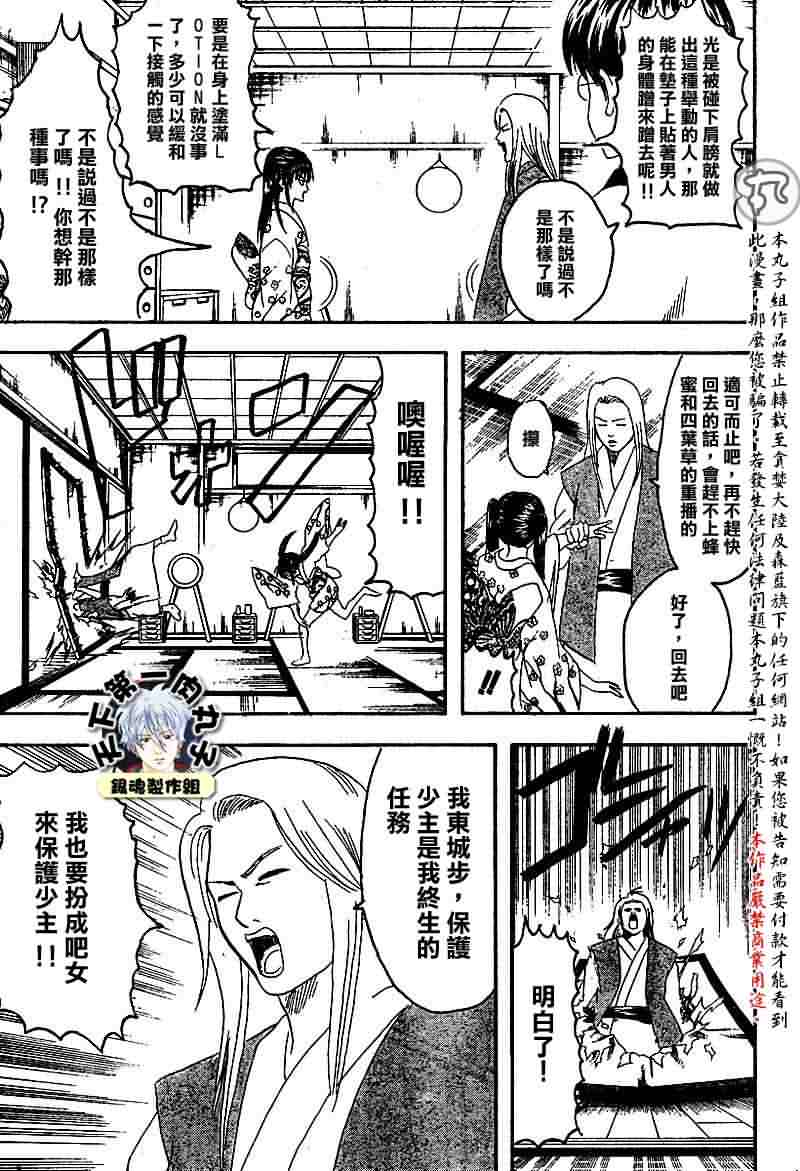 光是被碰下肩膀就做
出這種舉動的人，那
能在墊子上貼著男人
的身體蹭來蹭去呢!!
不是說過不
是那樣了嗎
要是在身上塗滿L
OTION就沒事
了，多少可以緩和
一下接觸的感覺
不是說過不是那樣
了嗎!!你想幹那
種事嗎!?
適可而止吧，再不趕快
回去的話，會趕不上蜂
蜜和四葉草的重播的
好了，回去吧
!!
噢喔喔!!
明白了!
我東城步，保護
少主是我終生的
任務
我也要扮成吧女
來保護少主!!
天下第一肉丸子
銀魂製作組
丸
本丸子組作品禁止轉載至貪婪大陸及森藍旗下的任何網站!如果您被告知需要付款才能看到
此漫畫,那麼您被騙了!若發生任何法律問題本丸子組一慨不負責!本作品嚴禁商業用途!